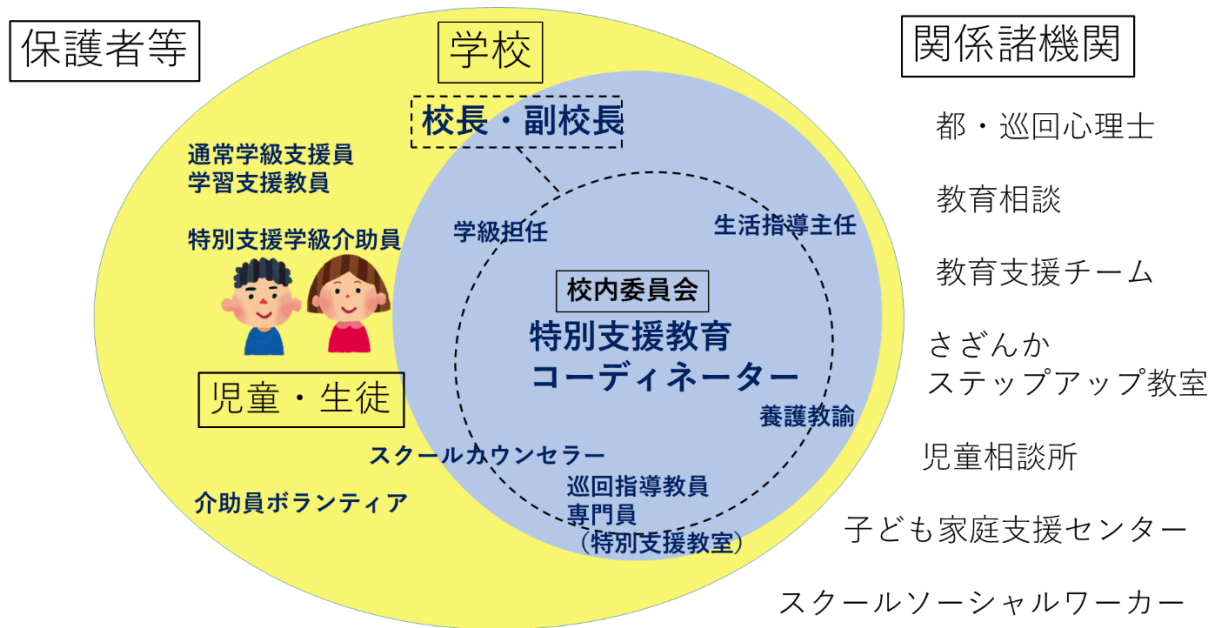 保護者等
学校
関係諸機関
校長・副校長
通常学級支援員
学習支援教員
特別支援学級介助員
学級担任
生活指導主任
校内委員会
特別支援教育
コーディネーター
児童・生徒
養護教諭
スクールカウンセラー
介助員ボランティア
巡回指導教員
専門員
（特別支援教室）
都・巡回心理士
教育相談
教育支援チーム
さざんか
ステップアップ教室
児童相談所
子ども家庭支援センター
スクールソーシャルワーカー